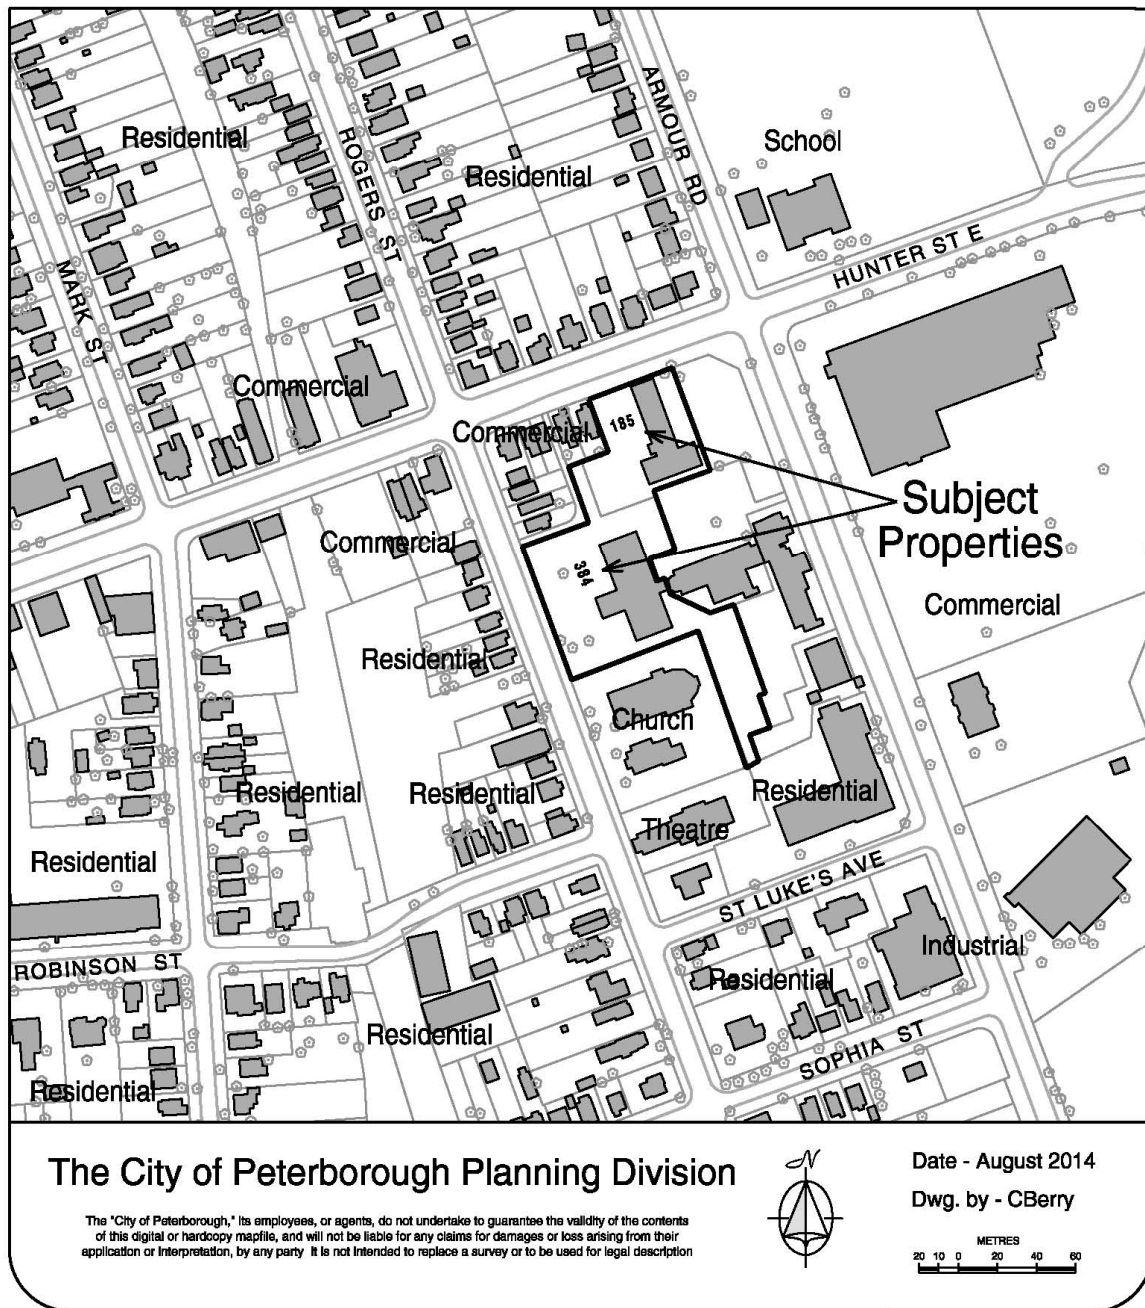 Residential
ROGERS ST
Residential
ARMOUR RD
School
HUNTER ST E
MARK ST
Commercial
Commercial
185
Subject
Properties
Commercial
384
Commercial
Residential
Church
Residential
Residential
Residential
Theatre
Residential
ST LUKE'S AVE
Industrial
ROBINSON ST
Residential
Residential
SOPHIA ST
Residential
The City of Peterborough Planning Division
The "City of Peterborough," its employees, or agents, do not undertake to guarantee the validity of the contents
of this digital or hardcopy mapfile, and will not be liable for any claims for damages or loss arising from their
application or interpretation, by any party It is not intended to replace a survey or to be used for legal description
N
Date - August 2014
Dwg. by - CBerry
METRES
20 10 0 20 40 60